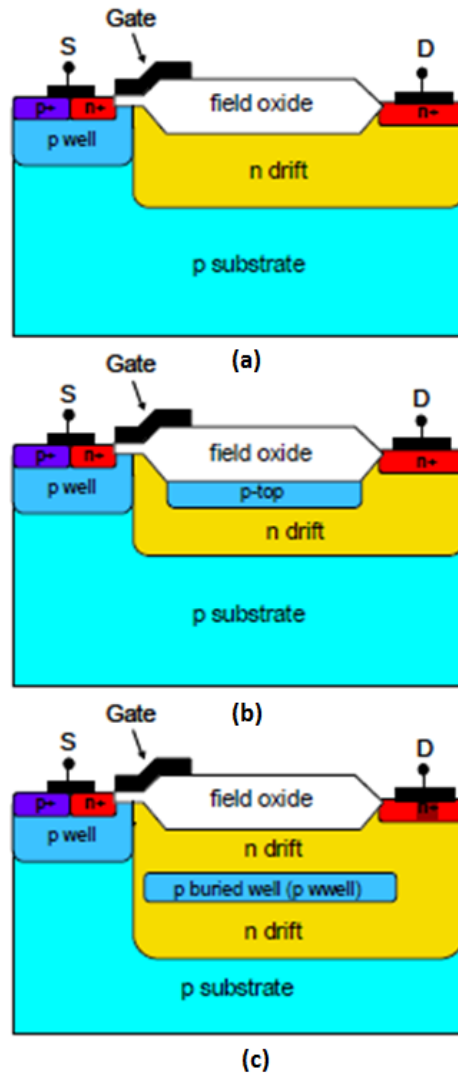 Gate
S
D
p+ n+
field oxide
n+
p well
n drift
p substrate
(a)
Gate
S
D
p+ n+
field oxide
n+
p well
p-top
n drift
p substrate
(b)
Gate
S
D
p+ n+
field oxide
n+
p well
n drift
p buried well (p wwell)
n drift
p substrate
(c)